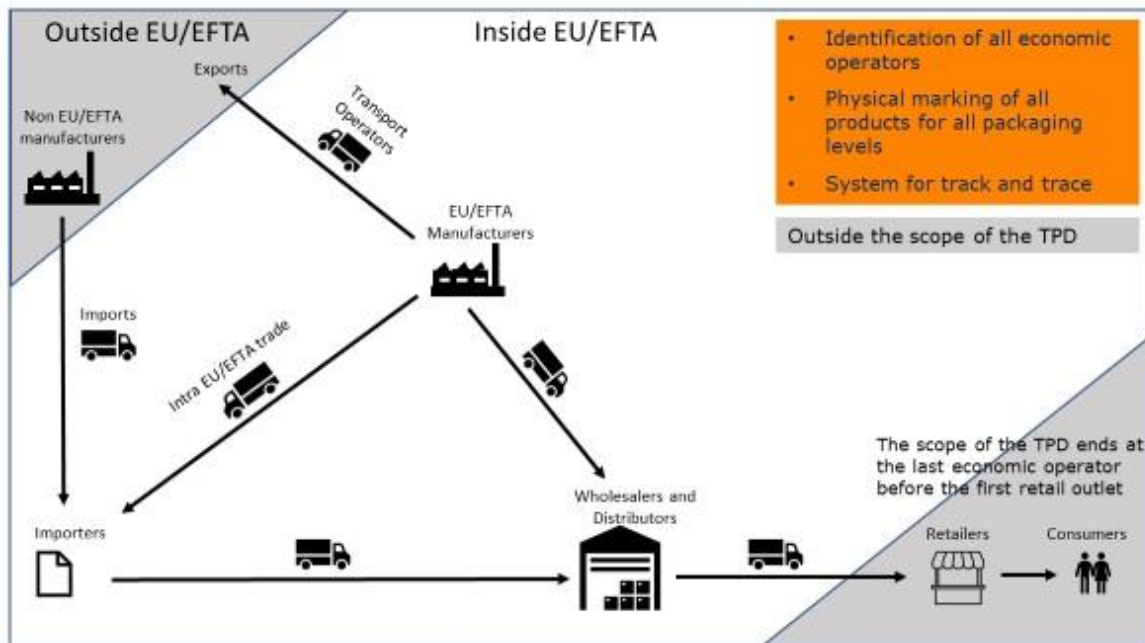 Outside EU/EFTA
Inside EU/EFTA
• Identification of all economic
operators
• Physical marking of all
products for all packaging
levels
• System for track and trace
Outside the scope of the TPD
Exports
Non EU/EFTA
manufacturers
Transport
Operators
EU/EFTA
Manufacturers
Imports
Intra EU/EFTA trade
The scope of the TPD ends at
the last economic operator
before the first retail outlet
Importers
Wholesalers and
Distributors
Retailers
Consumers